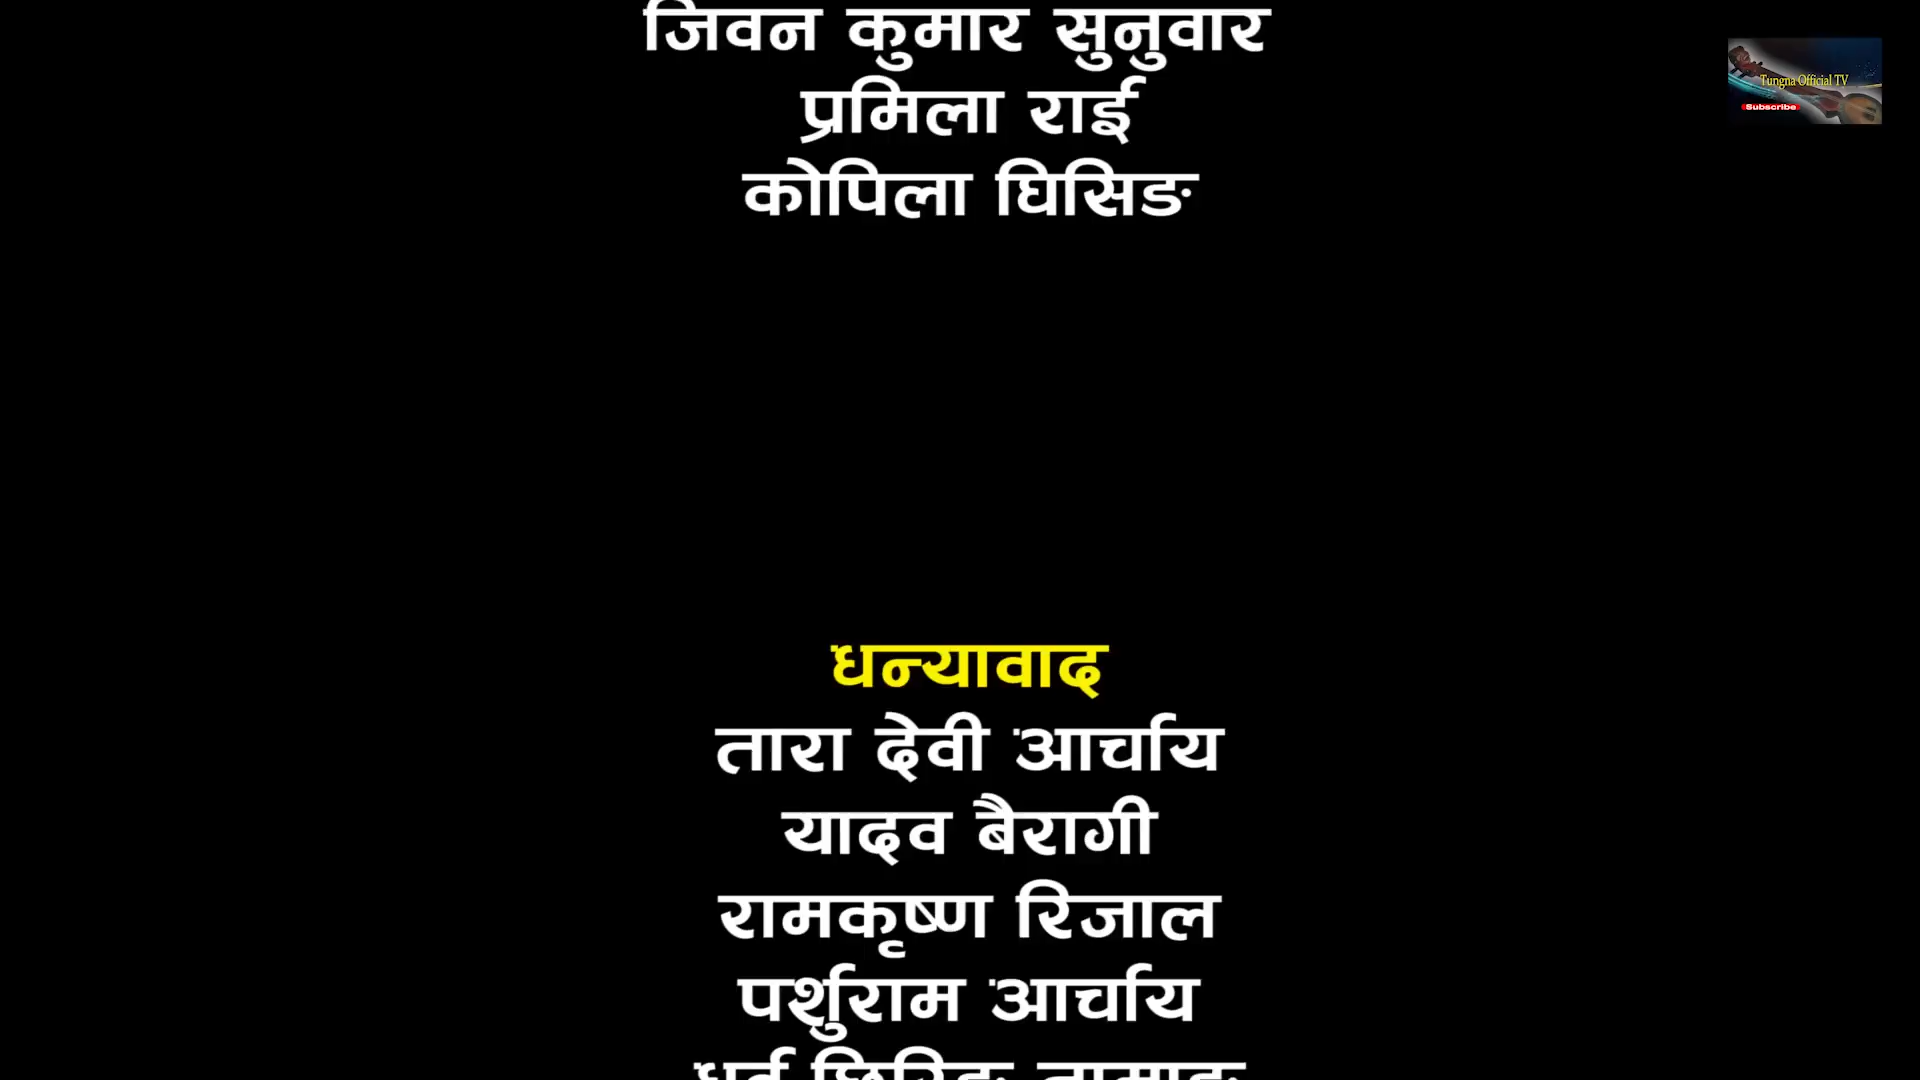 जिवन कुमार सुनुवार
प्रमिला राई
कोपिला घिसिङ
Tungna Official TV
Subscribe
धन्यावाद
तारा देवी आर्चाय
यादव बैरागी
रामकृष्ण रिजाल
पर्शुराम आर्चाय